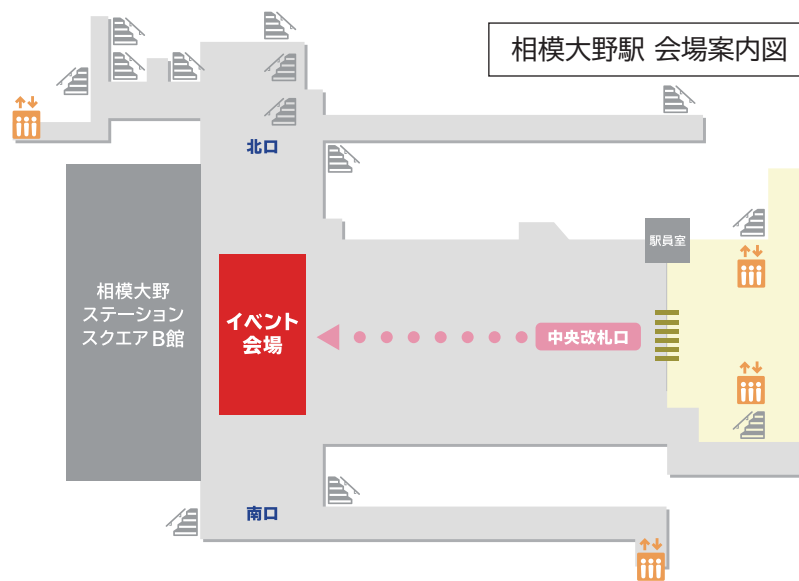 相模大野駅 会場案内図
北口
駅員室
相模大野
ステーション
スクエアB館
イベント
会場
中央改札口
南口